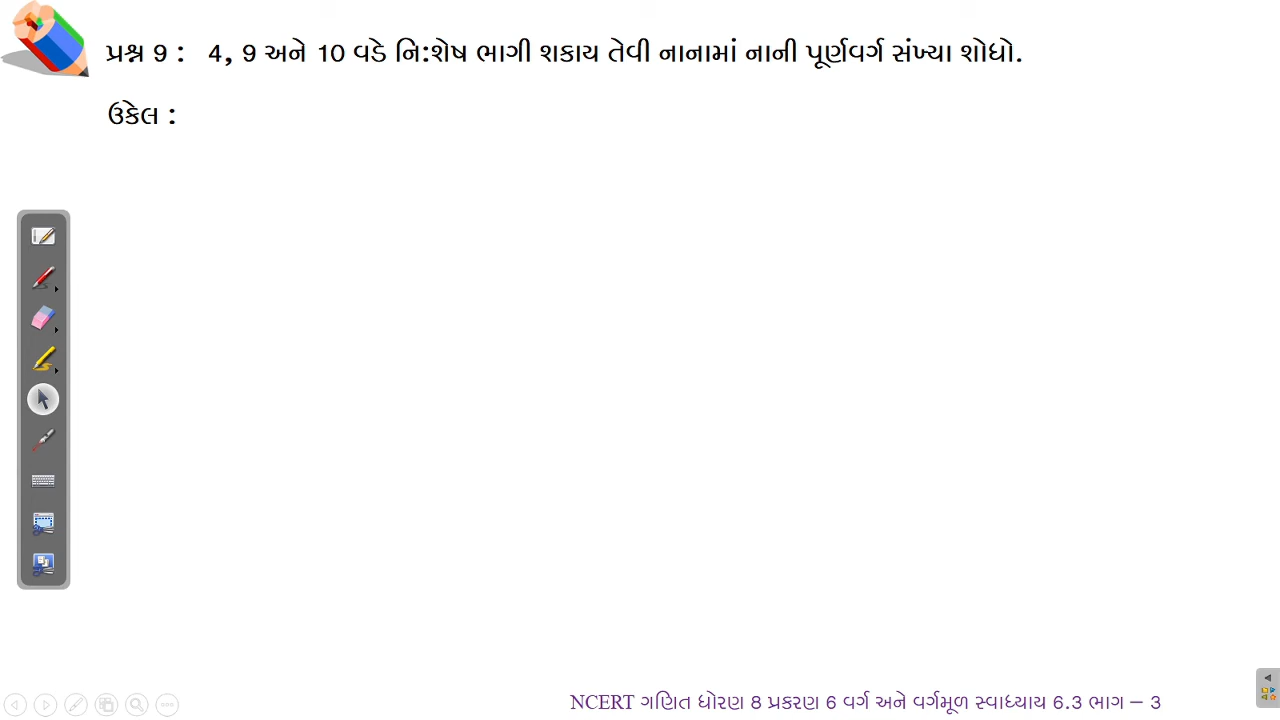 પ્રશ્ન 9 : 4, 9 અને 10 વડે નિ:શેષ ભાગી શકાય તેવી નાનામાં નાની પૂર્ણવર્ગ સંખ્યા શોધો.
ઉકેલ :
NCERT ગણિત ધોરણ 8 પ્રકરણ 6 વર્ગ અને વર્ગમૂળ સ્વાધ્યાય 6.3 ભાગ – 3